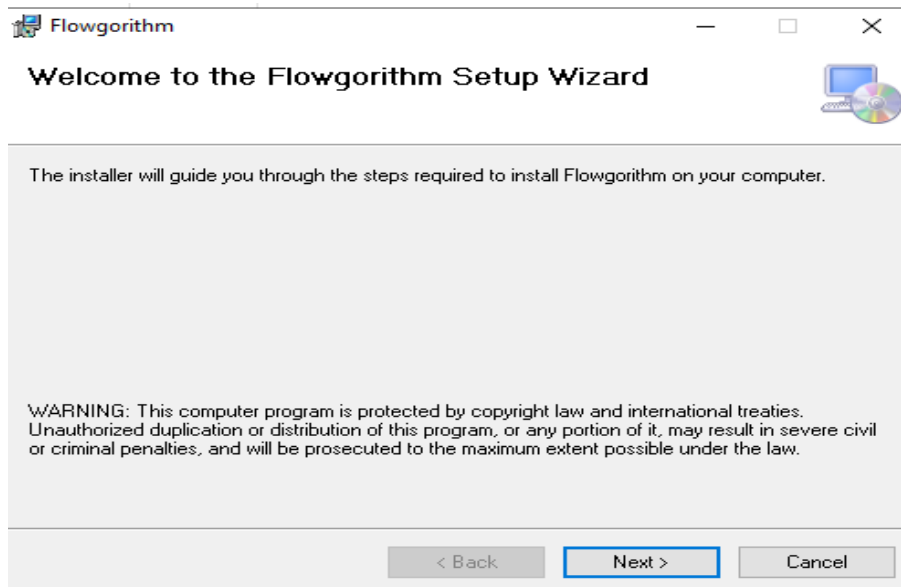 Flowgorithm
Welcome to the Flowgorithm Setup Wizard
The installer will guide you through the steps required to install Flowgorithm on your computer.
WARNING: This computer program is protected by copyright law and international treaties.
Unauthorized duplication or distribution of this program, or any portion of it, may result in severe civil
or criminal penalties, and will be prosecuted to the maximum extent possible under the law.
< Back Next > Cancel